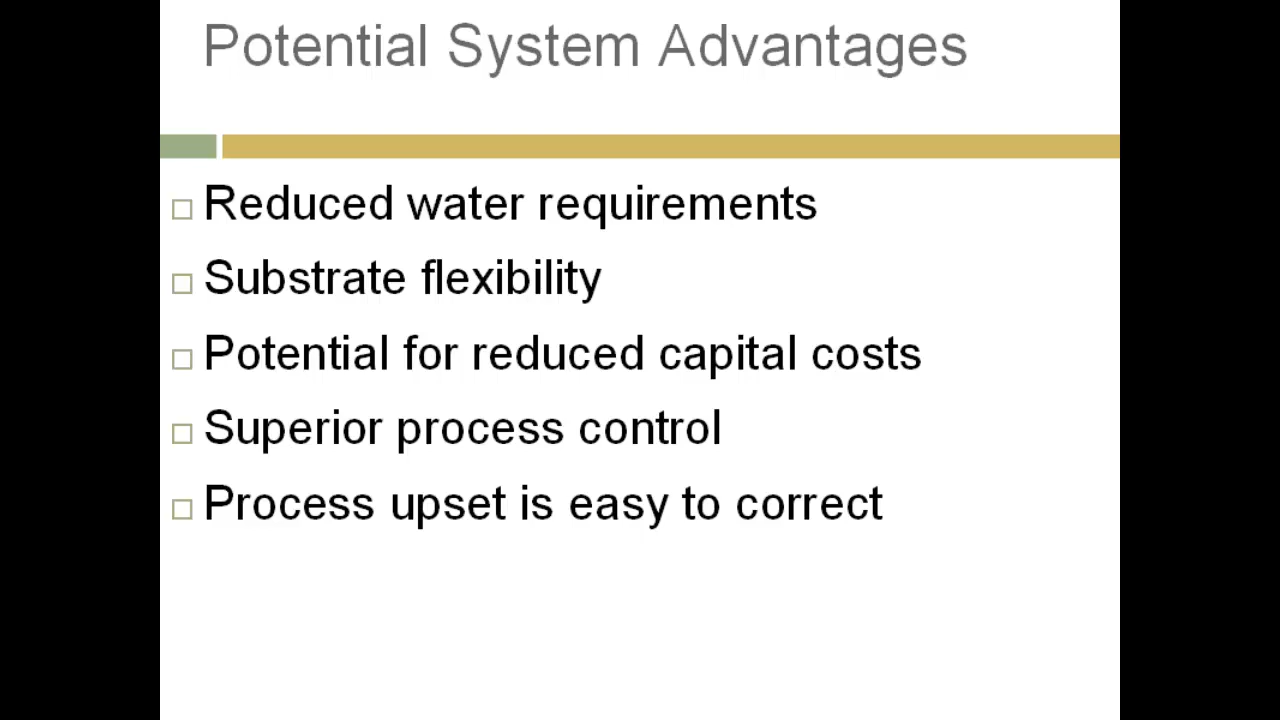 Potential System Advantages
Reduced water requirements
Substrate flexibility
Potential for reduced capital costs
Superior process control
Process upset is easy to correct